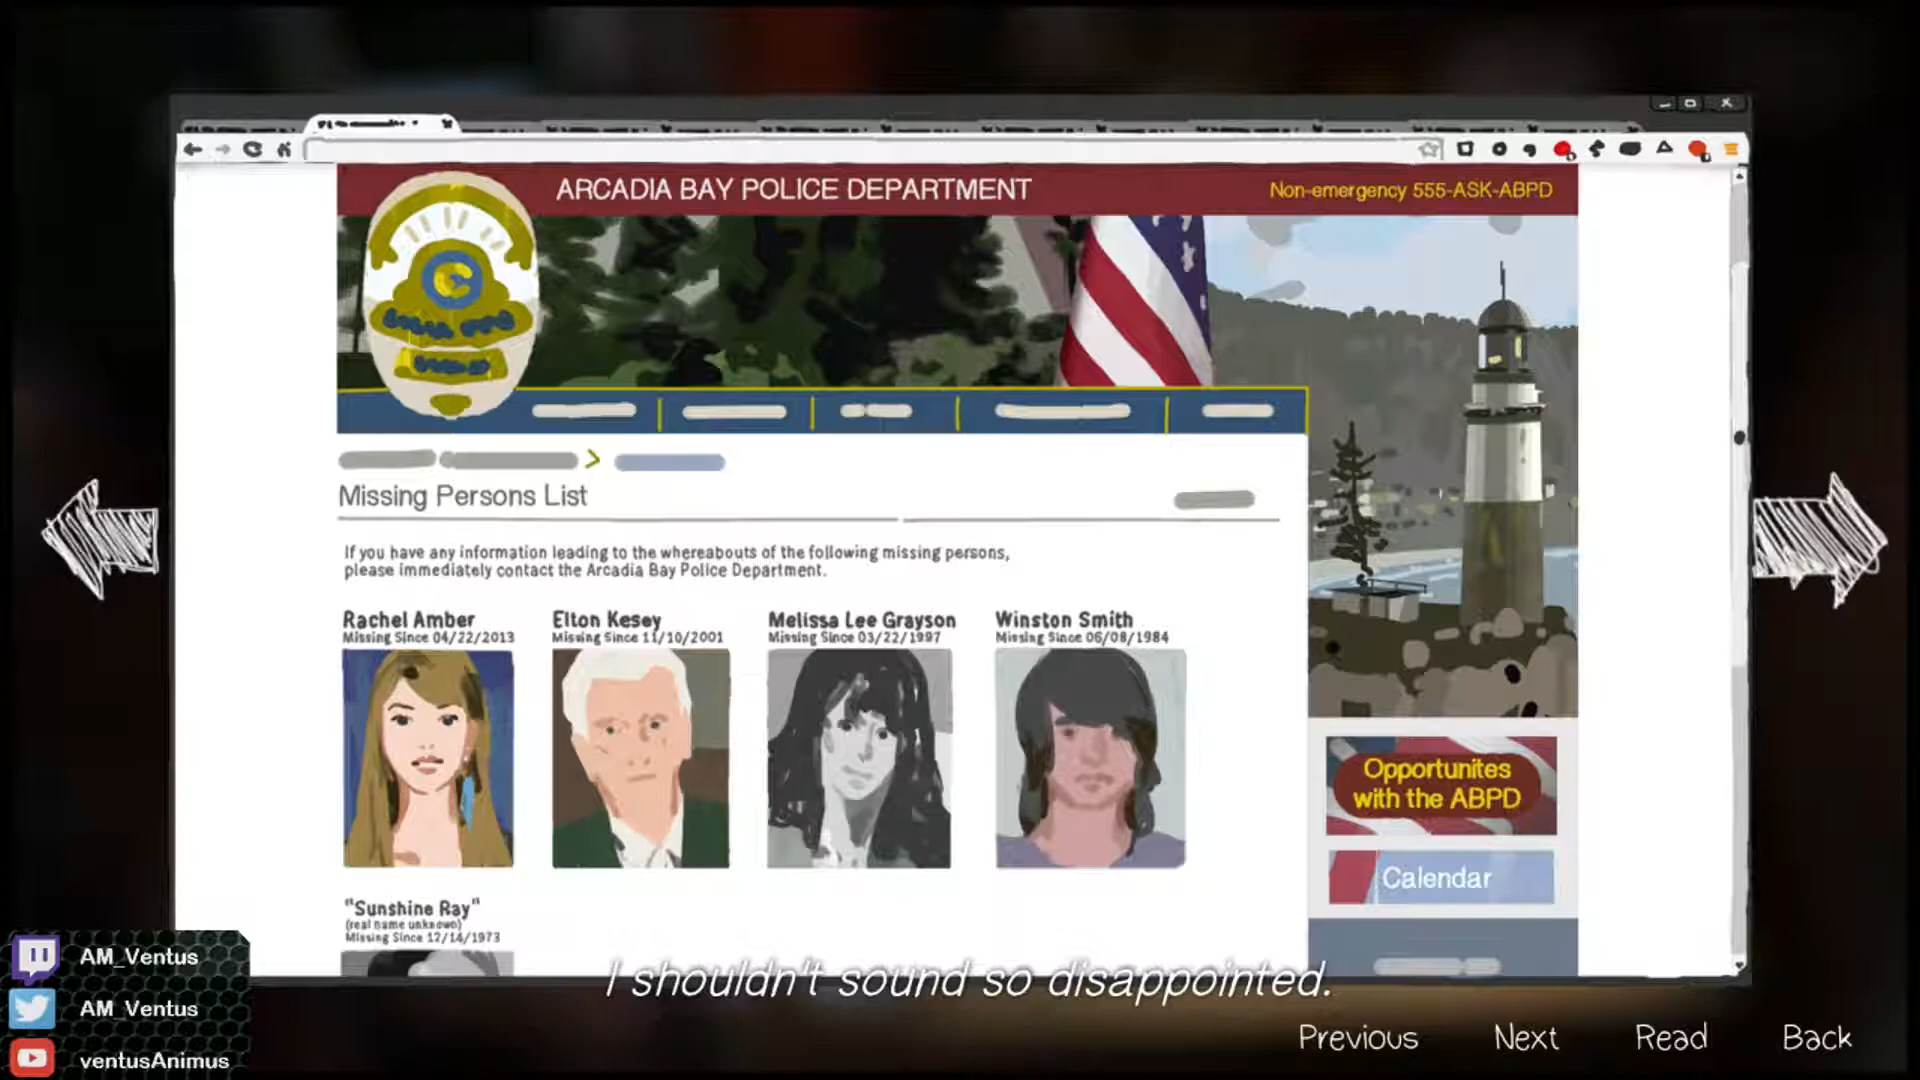 ARCADIA BAY POLICE DEPARTMENT
Non-emergency 555-ASK-ABPD
Missing Persons List
If you have any information leading to the whereabouts of the following missing persons,
please immediately contact the Arcadia Bay Police Department.
Rachel Amber
Missing Since 04/22/2013
Elton Kesey
Missing Since 11/10/2001
Melissa Lee Grayson
Missing Since 03/22/1997
Winston Smith
Missing Since 06/08/1984
"Sunshine Ray"
(real name unknown)
Missing Since 12/14/1973
Opportunites
with the ABPD
Calendar
I shouldn't sound so disappointed.
AM_Ventus
AM_Ventus
ventusAnimus
Previous
Next
Read
Back